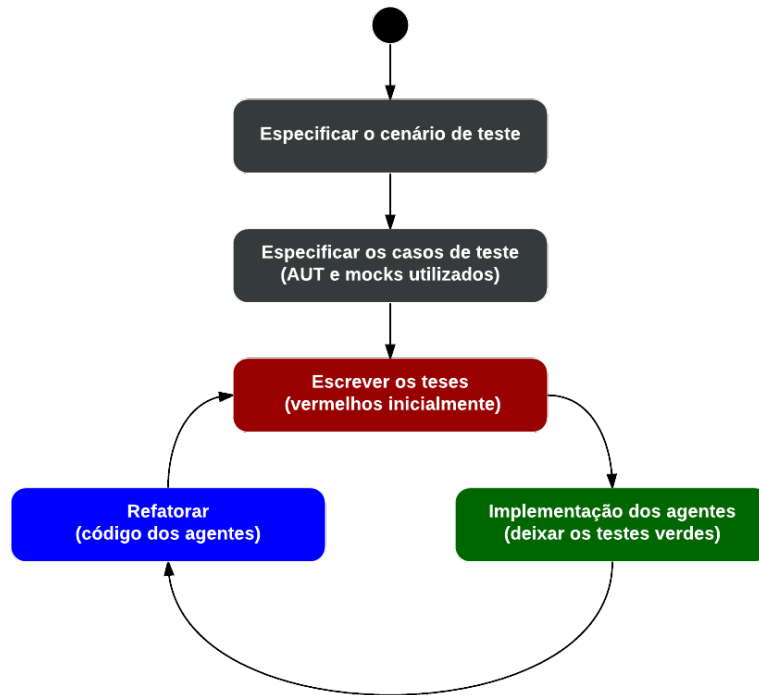 Especificar o cenário de teste
Especificar os casos de teste
(AUT e mocks utilizados)
Escrever os teses
(vermelhos inicialmente)
Refatorar
(código dos agentes)
Implementação dos agentes
(deixar os testes verdes)